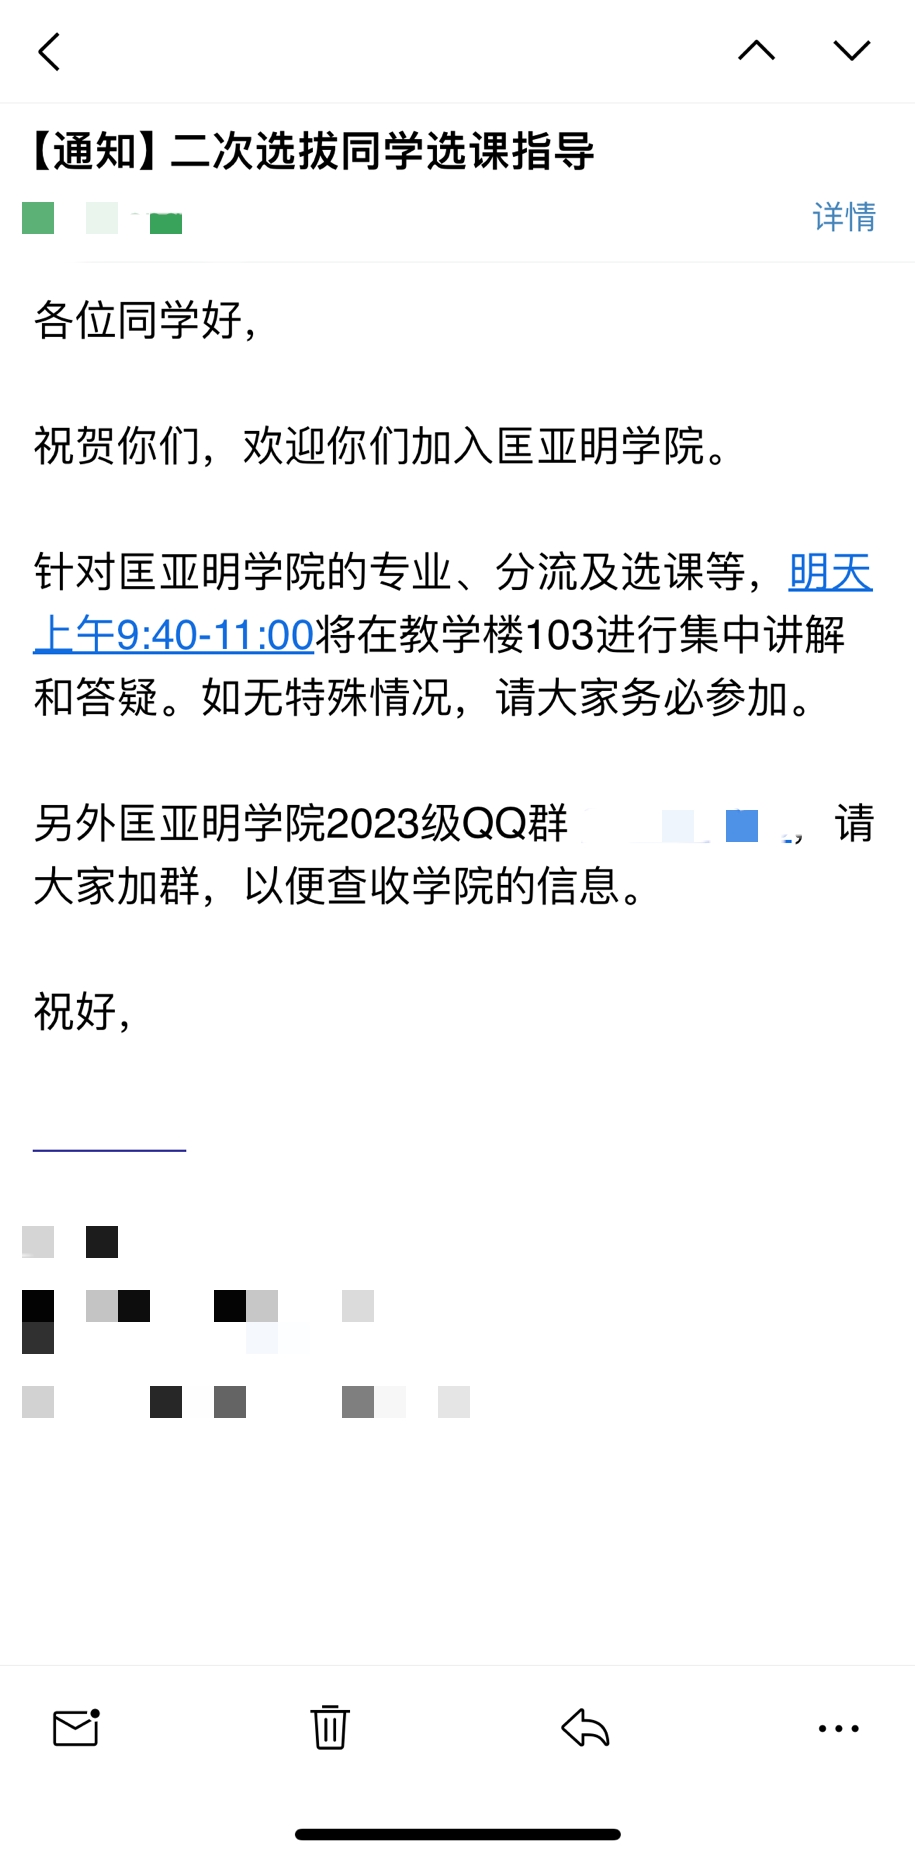 【通知】二次选拔同学选课指导
详情
各位同学好，
祝贺你们，欢迎你们加入匡亚明学院。
针对匡亚明学院的专业、分流及选课等，明天
上午9:40-11:00将在教学楼103进行集中讲解
和答疑。如无特殊情况，请大家务必参加。
另外匡亚明学院2023级QQ群，请
大家加群，以便查收学院的信息。
祝好，